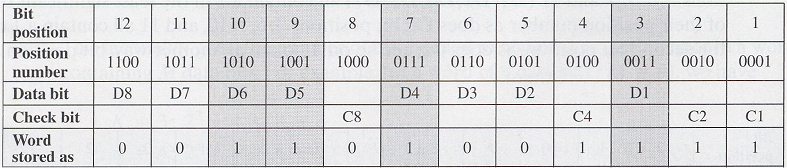 Bit position 12 11 10 9 8 7 6 5 4 3 2 1
Position number 1100 1011 1010 1001 1000 0111 0110 0101 0100 0011 0010 0001
Data bit D8 D7 D6 D5 D4 D3 D2 D1
Check bit C8 C4 C2 C1
Word stored as 0 0 1 1 0 1 0 0 1 1 1 1